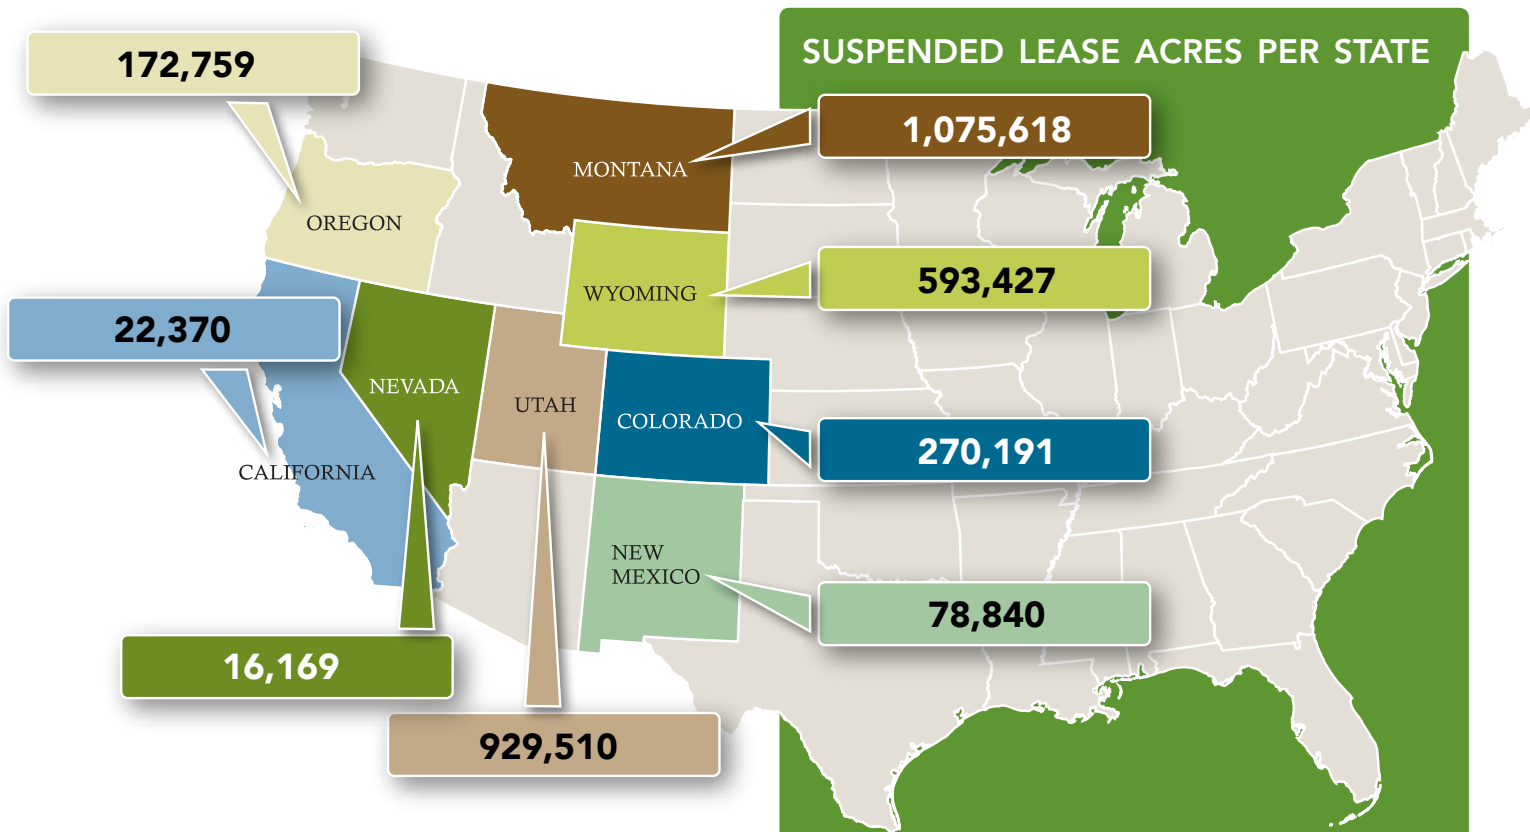 SUSPENDED LEASE ACRES PER STATE
172,759
OREGON
1,075,618
MONTANA
593,427
WYOMING
22,370
CALIFORNIA
NEVADA
16,169
UTAH
929,510
COLORADO
270,191
NEW
MEXICO
78,840